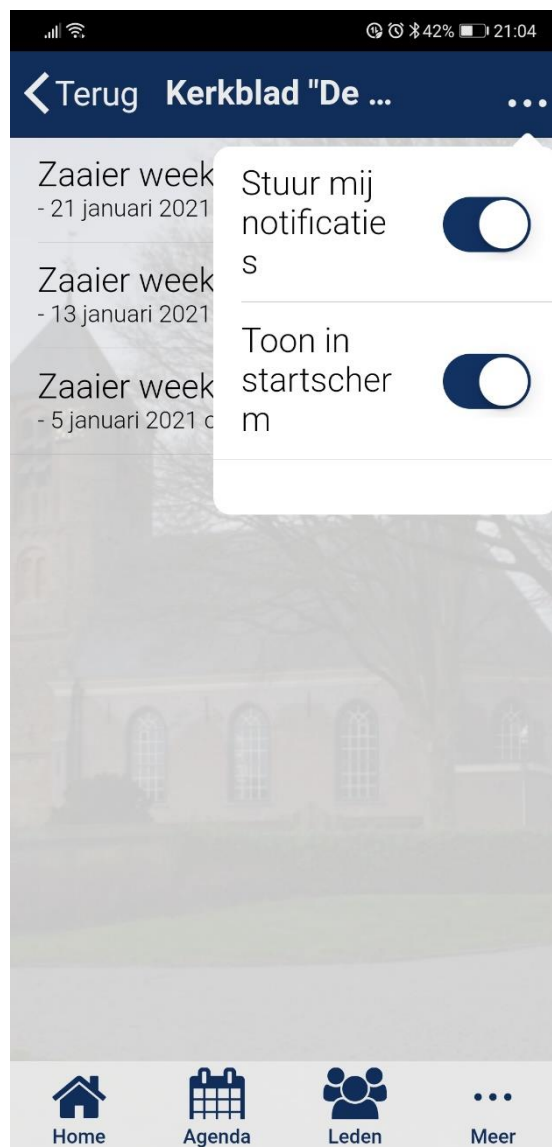 42% 21:04
Terug Kerkblad "De ... ...
Zaaier week
- 21 januari 2021
Zaaier week
- 13 januari 2021
Zaaier week
- 5 januari 2021
Stuur mij
notificatie
s
Toon in
startscher
m
Home Agenda Leden Meer